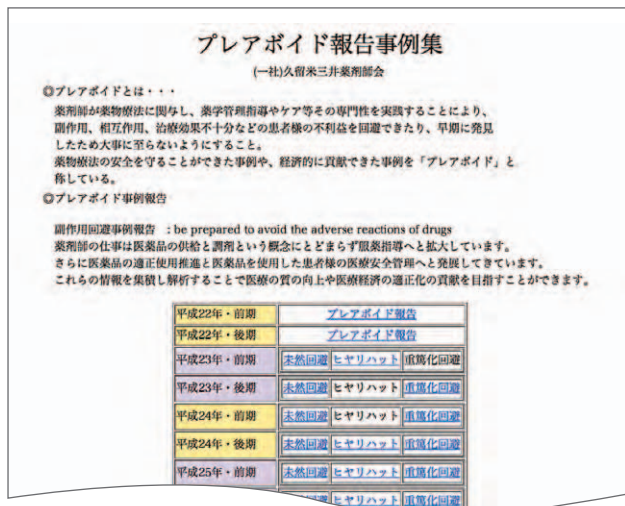 プレアボイド報告事例集
(一社)久留米三井薬剤師会
◎プレアボイドとは・・・
薬剤師が薬物療法に関与し、薬学管理指導やケア等その専門性を実践することにより、
副作用、相互作用、治療効果不十分などの患者様の不利益を回避できたり、早期に発見
したため大事に至らないようにすること。
薬物療法の安全を守ることができた事例や、経済的に貢献できた事例を「プレアボイド」と
称している。
◎プレアボイド事例報告
副作用回避事例報告 : be prepared to avoid the adverse reactions of drugs
薬剤師の仕事は医薬品の供給と調剤という概念にとどまらず服薬指導へと拡大しています。
さらに医薬品の適正使用推進と医薬品を使用した患者様の医療安全管理へと発展してきています。
これらの情報を集積し解析することで医療の質の向上や医療経済の適正化の貢献を目指すことができます。
平成22年・前期 プレアボイド報告
平成22年・後期 プレアボイド報告
平成23年・前期 未然回避 ヒヤリハット 重篤化回避
平成23年・後期 未然回避 ヒヤリハット 重篤化回避
平成24年・前期 未然回避 ヒヤリハット 重篤化回避
平成24年・後期 未然回避 ヒヤリハット 重篤化回避
平成25年・前期 未然回避 ヒヤリハット 重篤化回避
未然回避 ヒヤリハット 重篤化回避